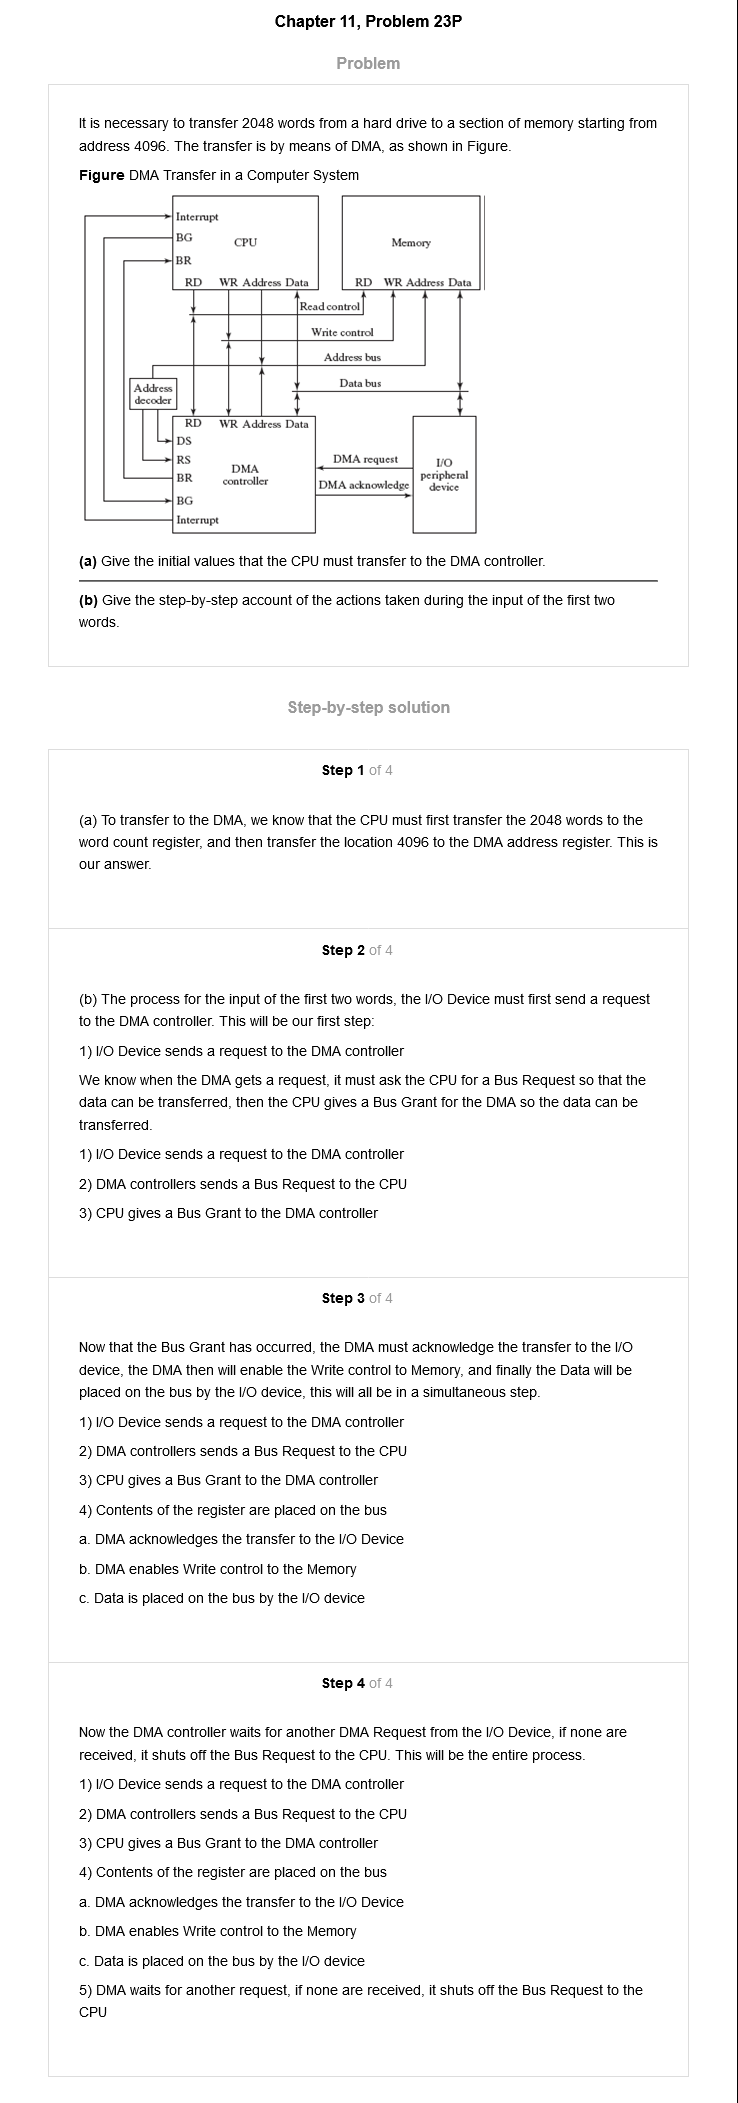 Chapter 11, Problem 23P
Problem
It is necessary to transfer 2048 words from a hard drive to a section of memory starting from
address 4096. The transfer is by means of DMA, as shown in Figure.
Figure DMA Transfer in a Computer System
Interrupt
BG
CPU
Memory
BR
RD WR Address Data
RD WR Address Data
Read control
Write control
Address bus
Data bus
Address
decoder
RD WR Address Data
DS
RS
BR
DMA
controller
BG
Interrupt
DMA request
DMA acknowledge
I/O
peripheral
device
(a) Give the initial values that the CPU must transfer to the DMA controller.
(b) Give the step-by-step account of the actions taken during the input of the first two
words.
Step-by-step solution
Step 1 of 4
(a) To transfer to the DMA, we know that the CPU must first transfer the 2048 words to the
word count register, and then transfer the location 4096 to the DMA address register. This is
our answer.
Step 2 of 4
(b) The process for the input of the first two words, the I/O Device must first send a request
to the DMA controller. This will be our first step:
1) I/O Device sends a request to the DMA controller
We know when the DMA gets a request, it must ask the CPU for a Bus Request so that the
data can be transferred, then the CPU gives a Bus Grant for the DMA so the data can be
transferred.
1) I/O Device sends a request to the DMA controller
2) DMA controllers sends a Bus Request to the CPU
3) CPU gives a Bus Grant to the DMA controller
Step 3 of 4
Now that the Bus Grant has occurred, the DMA must acknowledge the transfer to the I/O
device, the DMA then will enable the Write control to Memory, and finally the Data will be
placed on the bus by the I/O device, this will all be in a simultaneous step.
1) I/O Device sends a request to the DMA controller
2) DMA controllers sends a Bus Request to the CPU
3) CPU gives a Bus Grant to the DMA controller
4) Contents of the register are placed on the bus
a. DMA acknowledges the transfer to the I/O Device
b. DMA enables Write control to the Memory
c. Data is placed on the bus by the I/O device
Step 4 of 4
Now the DMA controller waits for another DMA Request from the I/O Device, if none are
received, it shuts off the Bus Request to the CPU. This will be the entire process.
1) I/O Device sends a request to the DMA controller
2) DMA controllers sends a Bus Request to the CPU
3) CPU gives a Bus Grant to the DMA controller
4) Contents of the register are placed on the bus
a. DMA acknowledges the transfer to the I/O Device
b. DMA enables Write control to the Memory
c. Data is placed on the bus by the I/O device
5) DMA waits for another request, if none are received, it shuts off the Bus Request to the
CPU